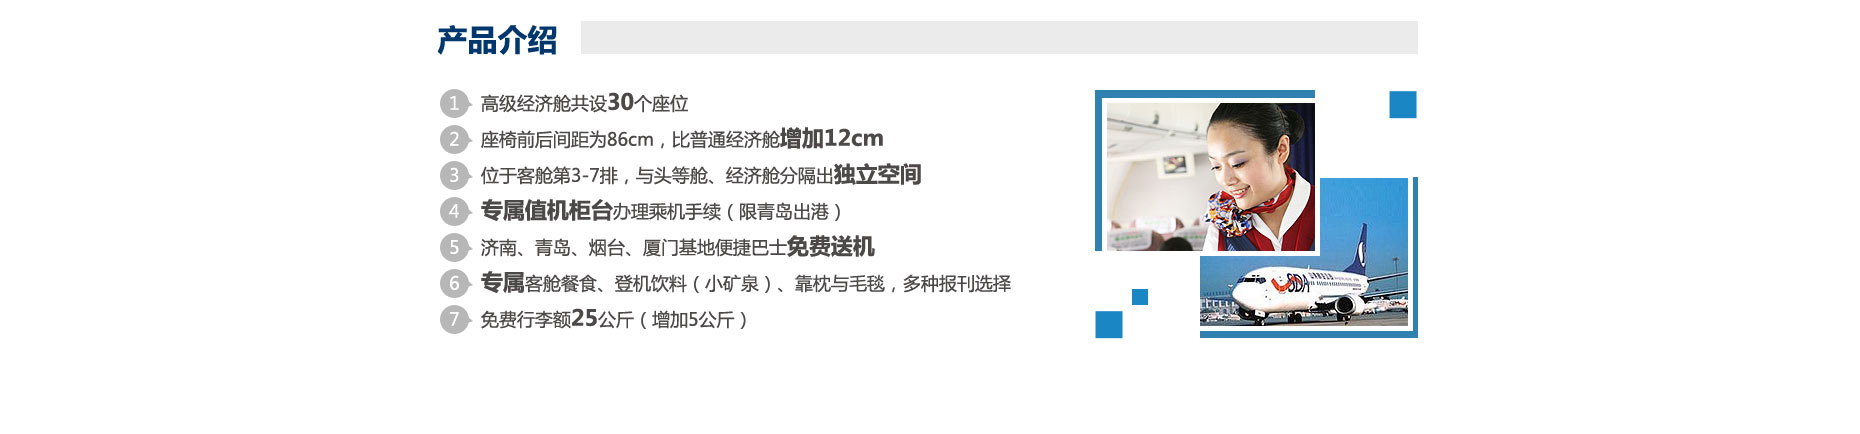 产品介绍
1 高级经济舱共设30个座位
2 座椅前后间距为86cm，比普通经济舱增加12cm
3 位于客舱第3-7排，与头等舱、经济舱分隔出独立空间
4 专属值机柜台办理乘机手续（限青岛出港）
5 济南、青岛、烟台、厦门基地便捷巴士免费送机
6 专属客舱餐食、登机饮料（小矿泉）、靠枕与毛毯，多种报刊选择
7 免费行李额25公斤（增加5公斤）
SDA